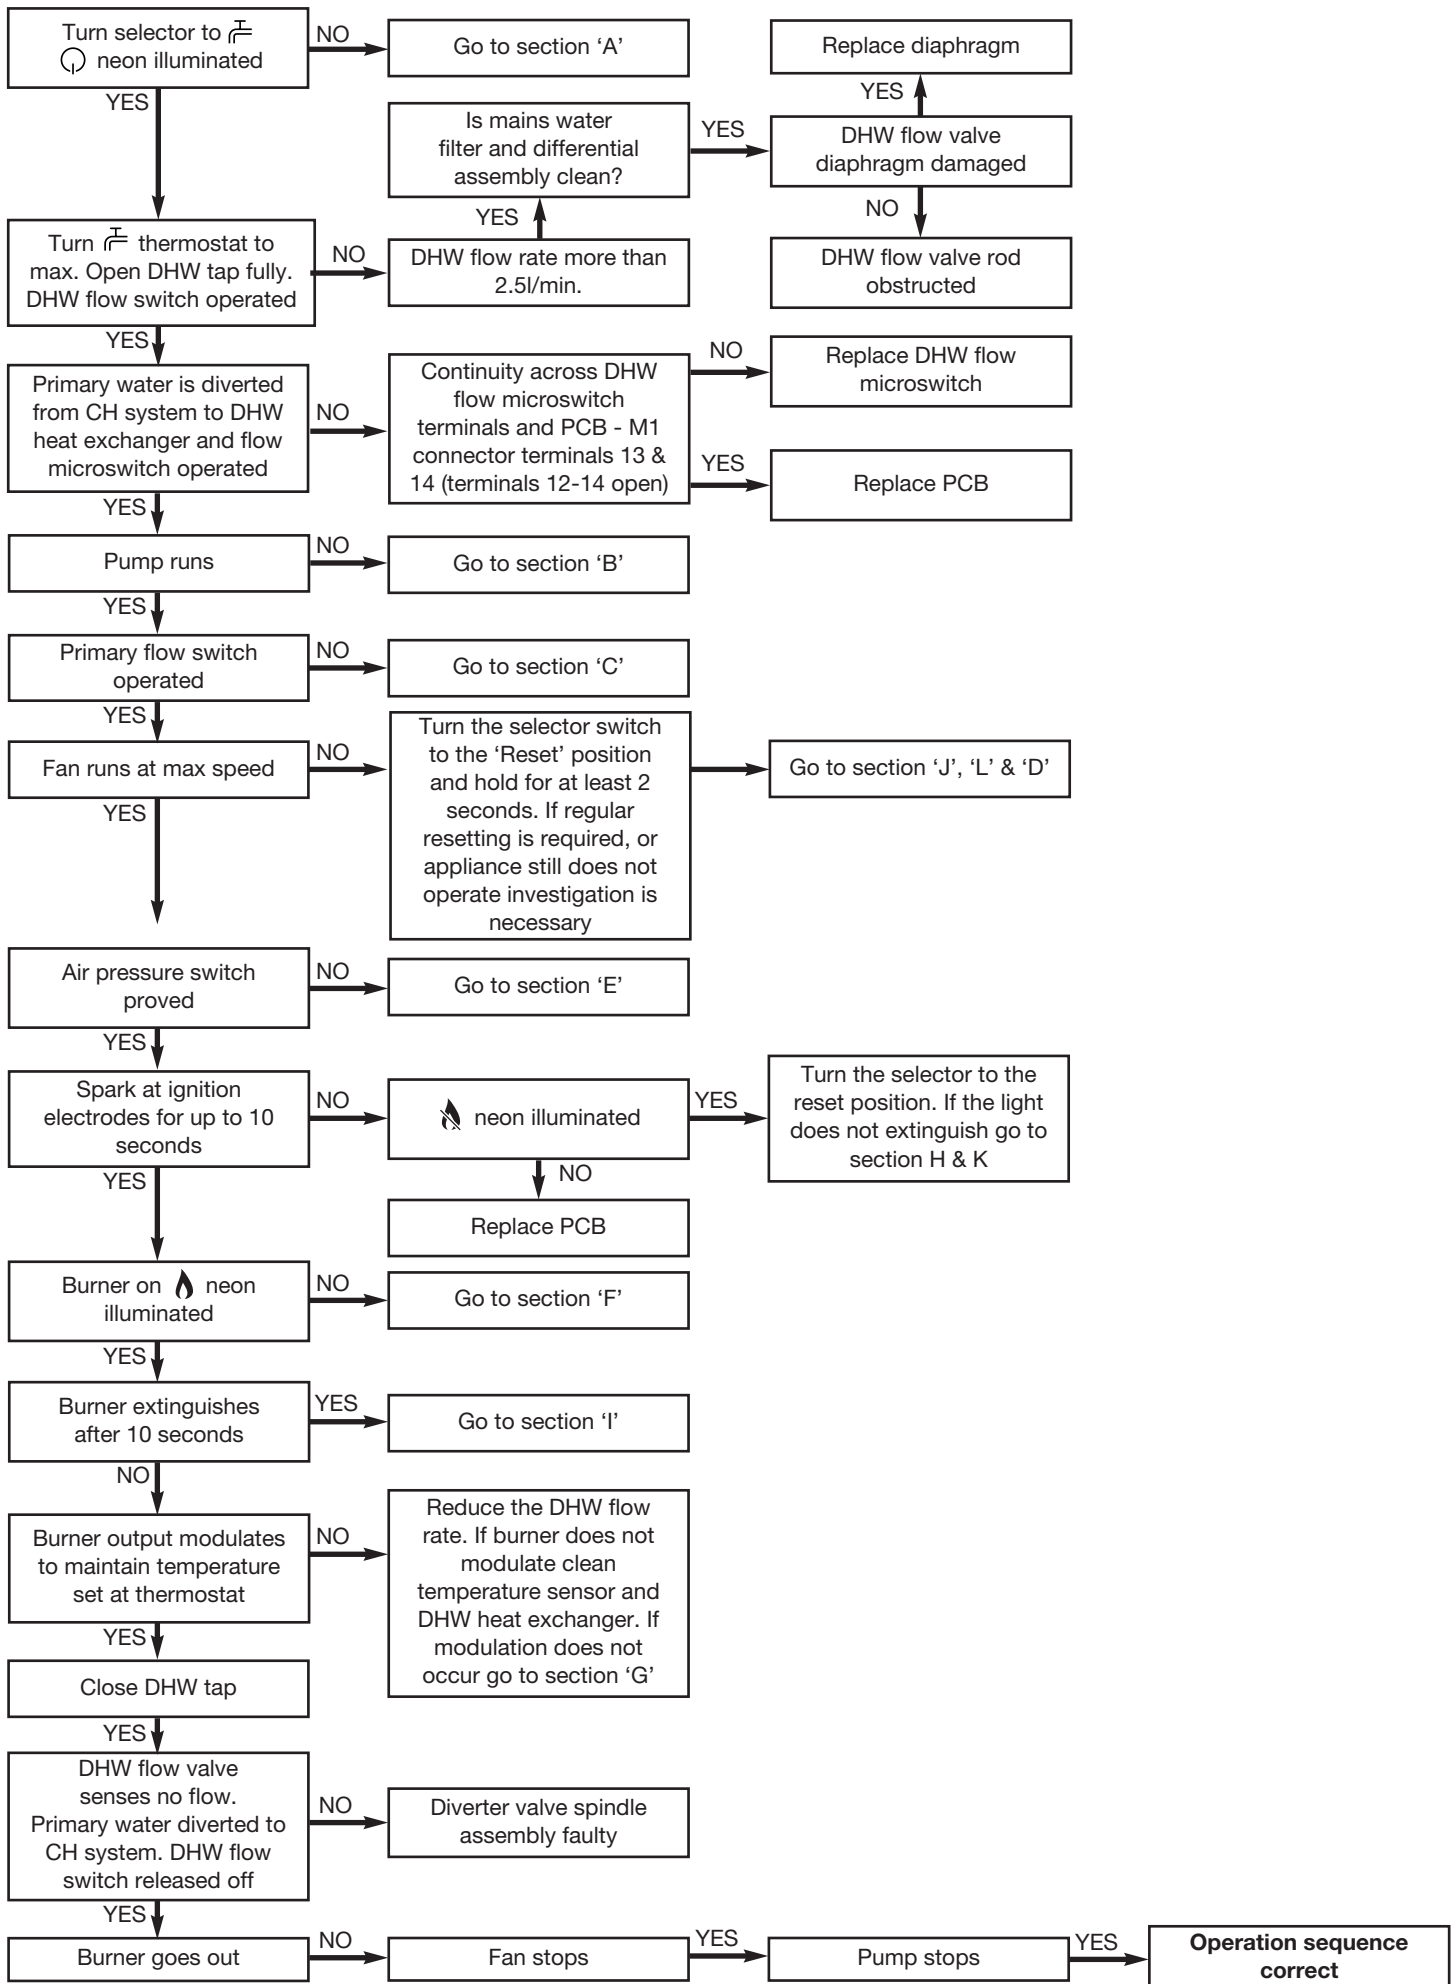 Turn selector to
neon illuminated
NO
Go to section ‘A’
YES
Replace diaphragm
YES
Is mains water
filter and differential
assembly clean?
YES
DHW flow valve
diaphragm damaged
YES
NO
Turn thermostat to
max. Open DHW tap fully.
DHW flow switch operated
NO
DHW flow rate more than
2.5l/min.
DHW flow valve rod
obstructed
YES
Primary water is diverted
from CH system to DHW
heat exchanger and flow
microswitch operated
NO
Continuity across DHW
flow microswitch
terminals and PCB - M1
connector terminals 13 &
14 (terminals 12-14 open)
NO
Replace DHW flow
microswitch
YES
Replace PCB
YES
Pump runs
NO
Go to section ‘B’
YES
Primary flow switch
operated
NO
Go to section ‘C’
YES
Fan runs at max speed
NO
Turn the selector switch
to the ‘Reset’ position
and hold for at least 2
seconds. If regular
resetting is required, or
appliance still does not
operate investigation is
necessary
Go to section ‘J’, ‘L’ & ‘D’
YES
Air pressure switch
proved
NO
Go to section ‘E’
YES
Spark at ignition
electrodes for up to 10
seconds
NO
neon illuminated
YES
Turn the selector to the
reset position. If the light
does not extinguish go to
section H & K
NO
Replace PCB
YES
Burner on neon
illuminated
NO
Go to section ‘F’
YES
Burner extinguishes
after 10 seconds
YES
Go to section ‘I’
NO
Burner output modulates
to maintain temperature
set at thermostat
NO
Reduce the DHW flow
rate. If burner does not
modulate clean
temperature sensor and
DHW heat exchanger. If
modulation does not
occur go to section ‘G’
YES
Close DHW tap
YES
DHW flow valve
senses no flow.
Primary water diverted to
CH system. DHW flow
switch released off
NO
Diverter valve spindle
assembly faulty
YES
Burner goes out
NO
Fan stops
YES
Pump stops
YES
Operation sequence
correct